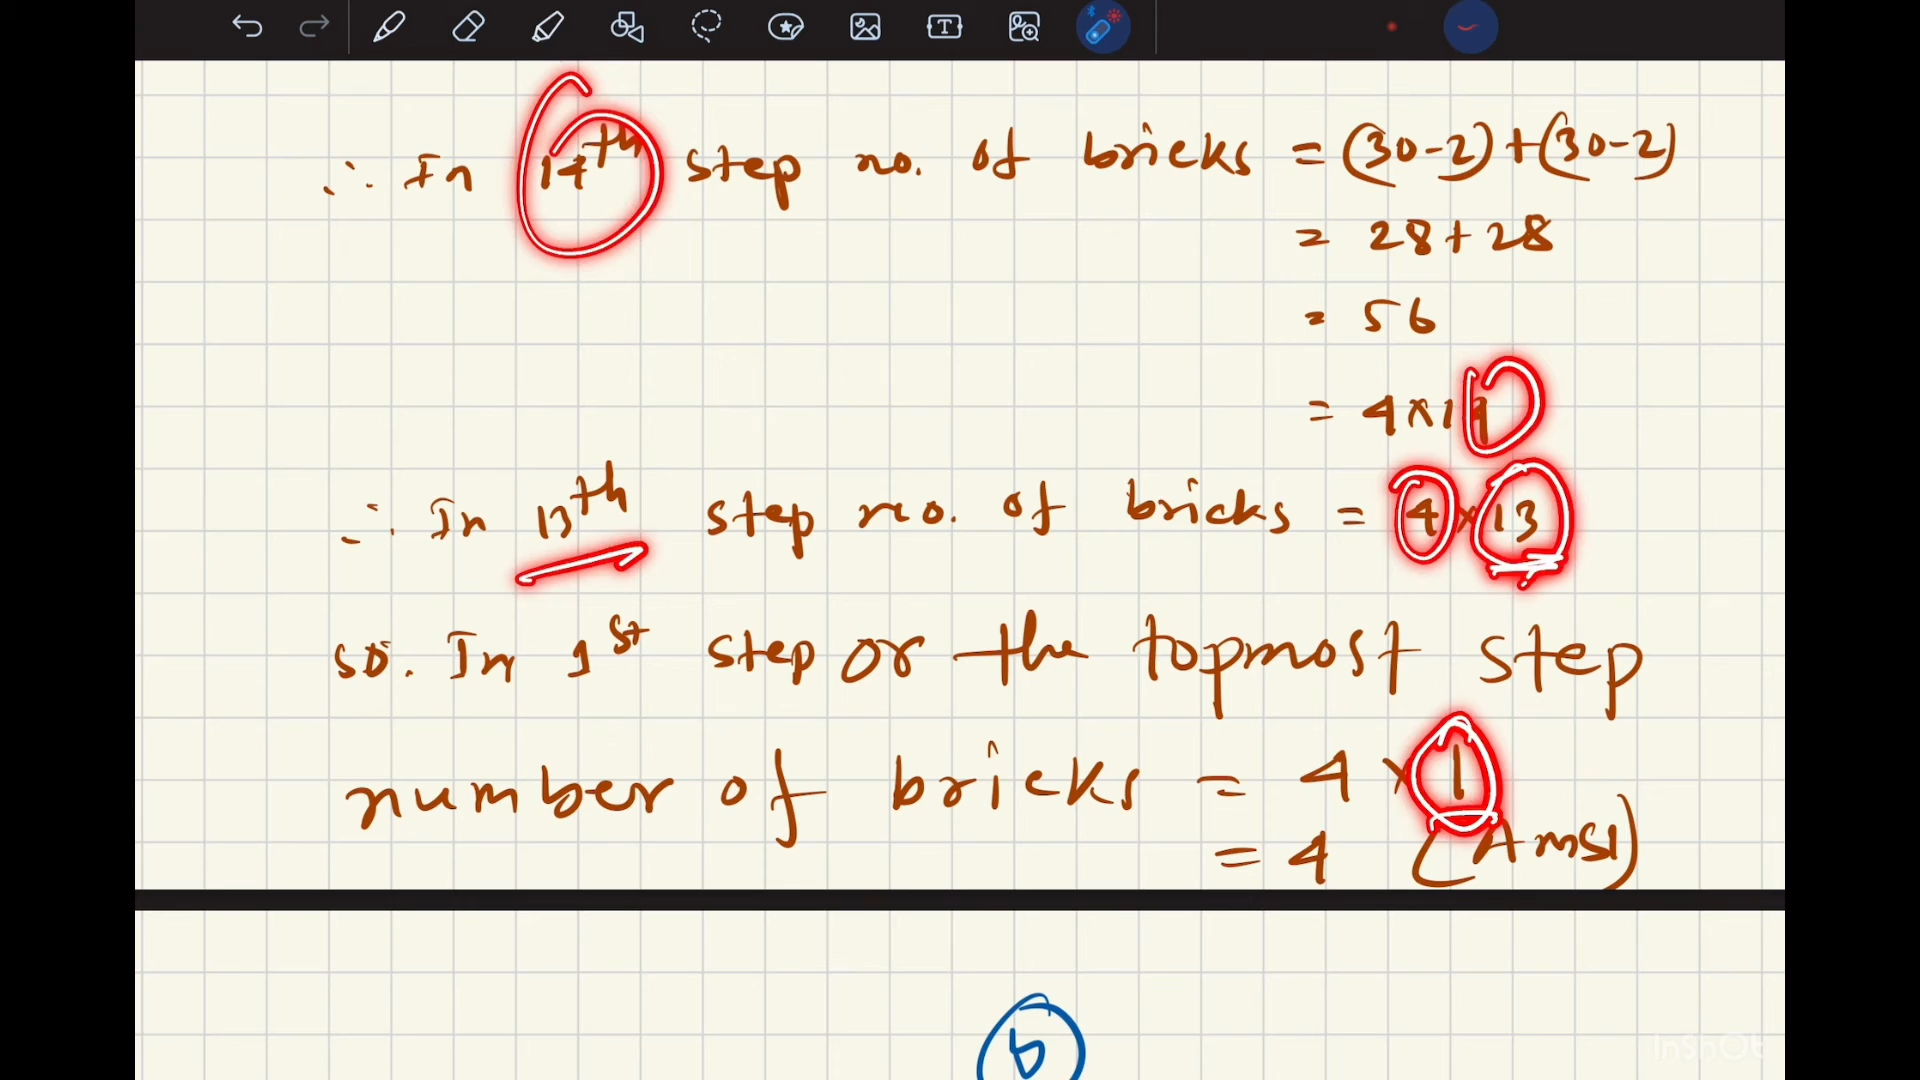 ∴ In 14th step no. of bricks = (30-2)+(30-2)
= 28+28
= 56
= 4×14
∴ In 13th step no. of bricks = 4×13
so. In 1st step or the topmost step
number of bricks = 4×1
= 4 (Ans)
b
InShOt